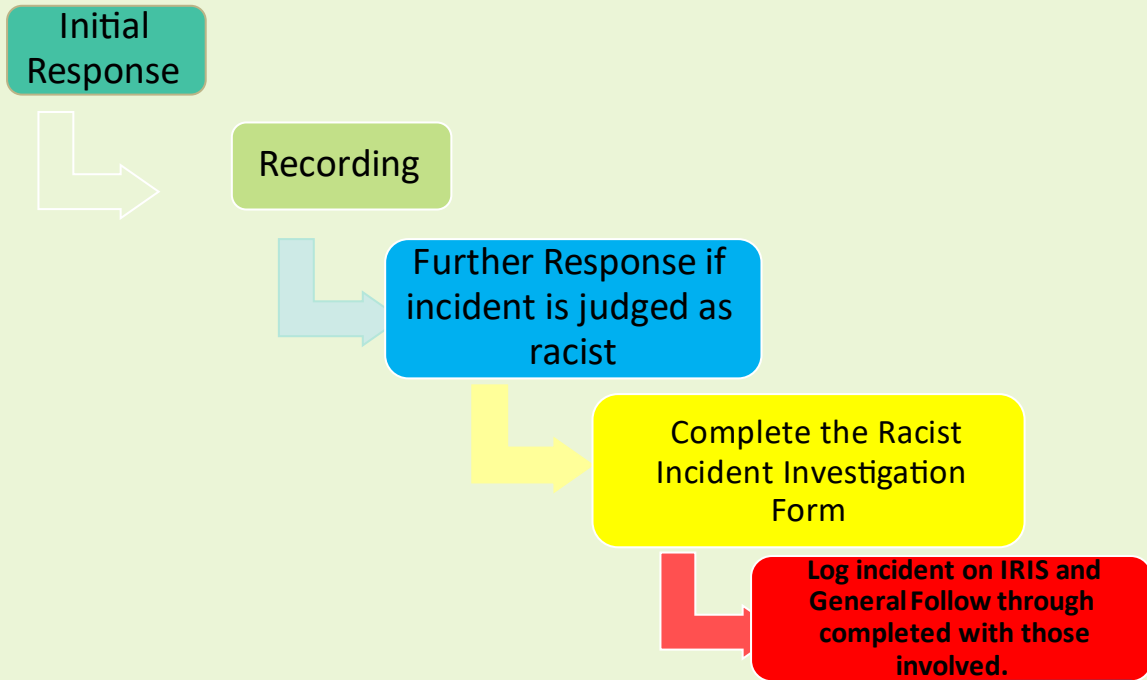 Initial
Response
Recording
Further Response if
incident is judged as
racist
Complete the Racist
Incident Investigation
Form
Log incident on IRIS and
General Follow through
completed with those
involved.